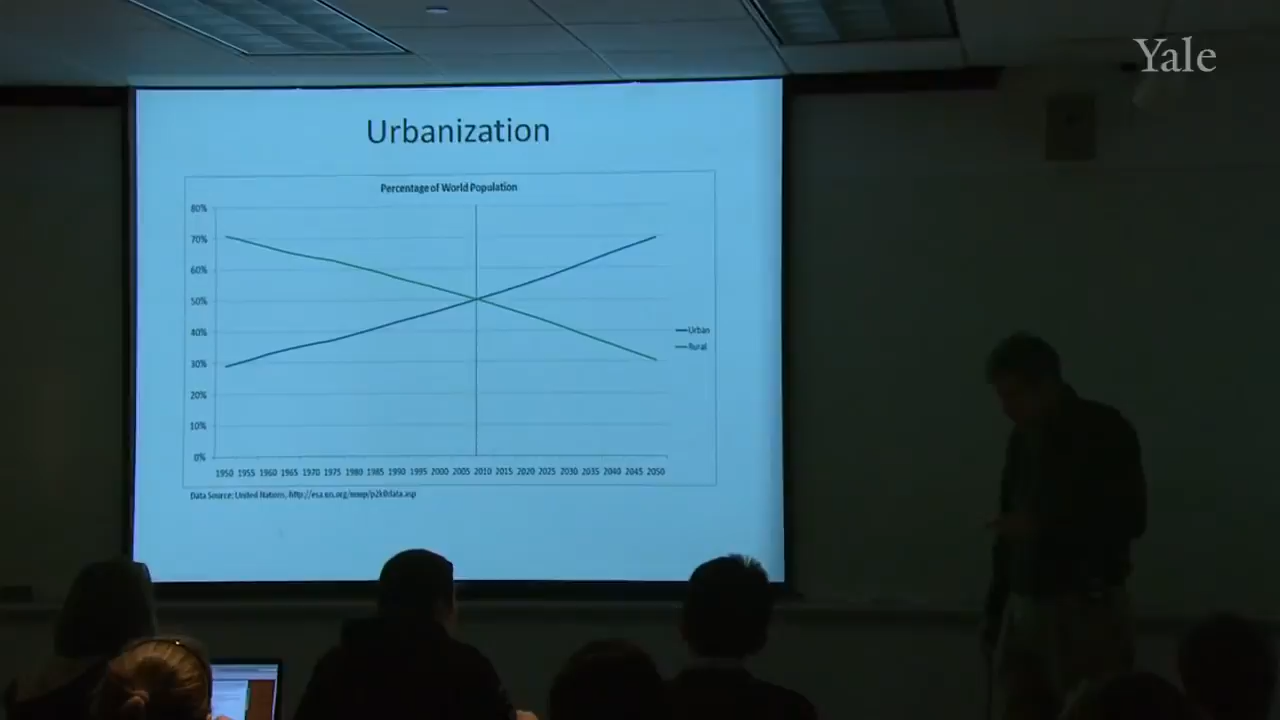 Yale
Urbanization
Percentage of World Population
80%
70%
60%
50%
40%
30%
20%
10%
0%
Urban
Rural
1950 1955 1960 1965 1970 1975 1980 1985 1990 1995 2000 2005 2010 2015 2020 2025 2030 2035 2040 2045 2050
Data Source: United Nations,